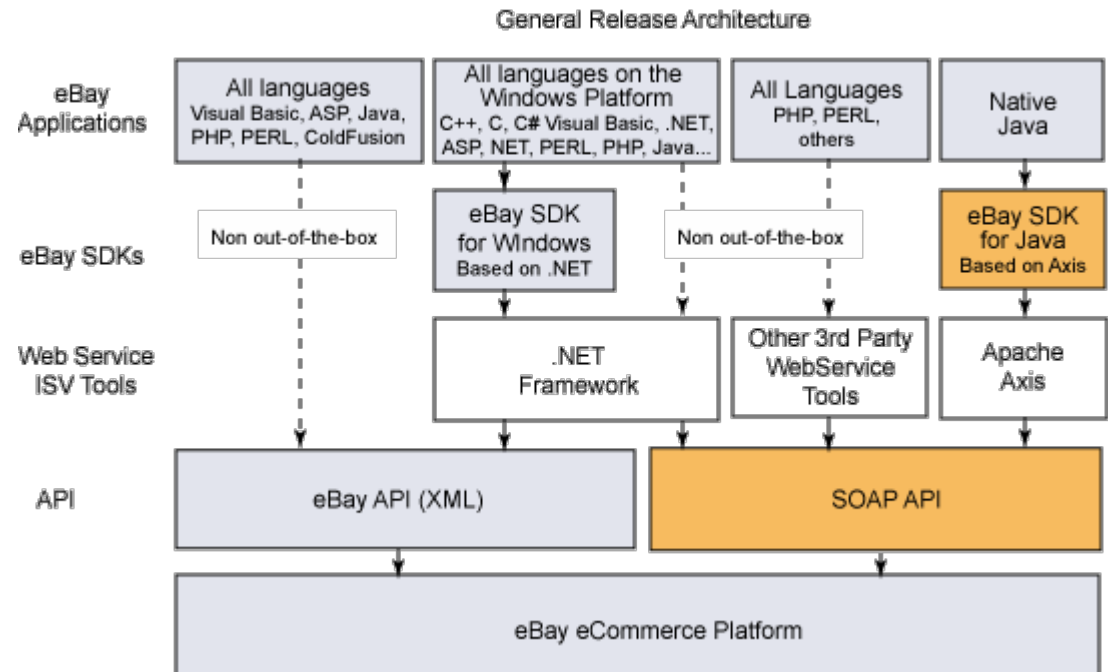 General Release Architecture
eBay
Applications
All languages
Visual Basic, ASP, Java,
PHP, PERL, ColdFusion
All languages on the
Windows Platform
C++, C, C# Visual Basic, .NET,
ASP, NET, PERL, PHP, Java...
All Languages
PHP, PERL,
others
Native
Java
eBay SDKs
Non out-of-the-box
eBay SDK
for Windows
Based on .NET
Non out-of-the-box
eBay SDK
for Java
Based on Axis
Web Service
ISV Tools
.NET
Framework
Other 3rd Party
WebService
Tools
Apache
Axis
API
eBay API (XML)
SOAP API
eBay eCommerce Platform